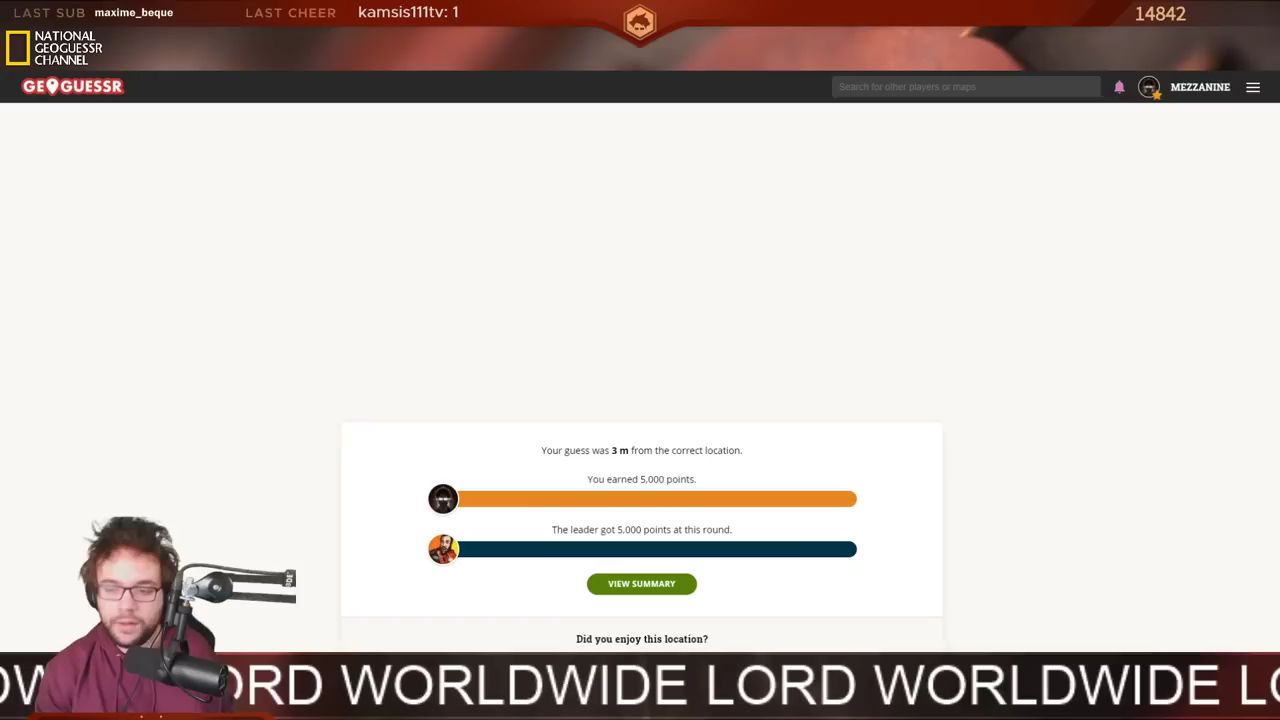 LAST SUB maxime_beque LAST CHEER kamsis111tv: 1 14842
NATIONAL
GEOGUESSR
CHANNEL
GEOGUESSR Search for other players or maps MEZZANINE
Your guess was 3 m from the correct location.
You earned 5,000 points.
The leader got 5,000 points at this round.
VIEW SUMMARY
Did you enjoy this location?
OW ORD WORLDWIDE LORD WORLDWIDE LO